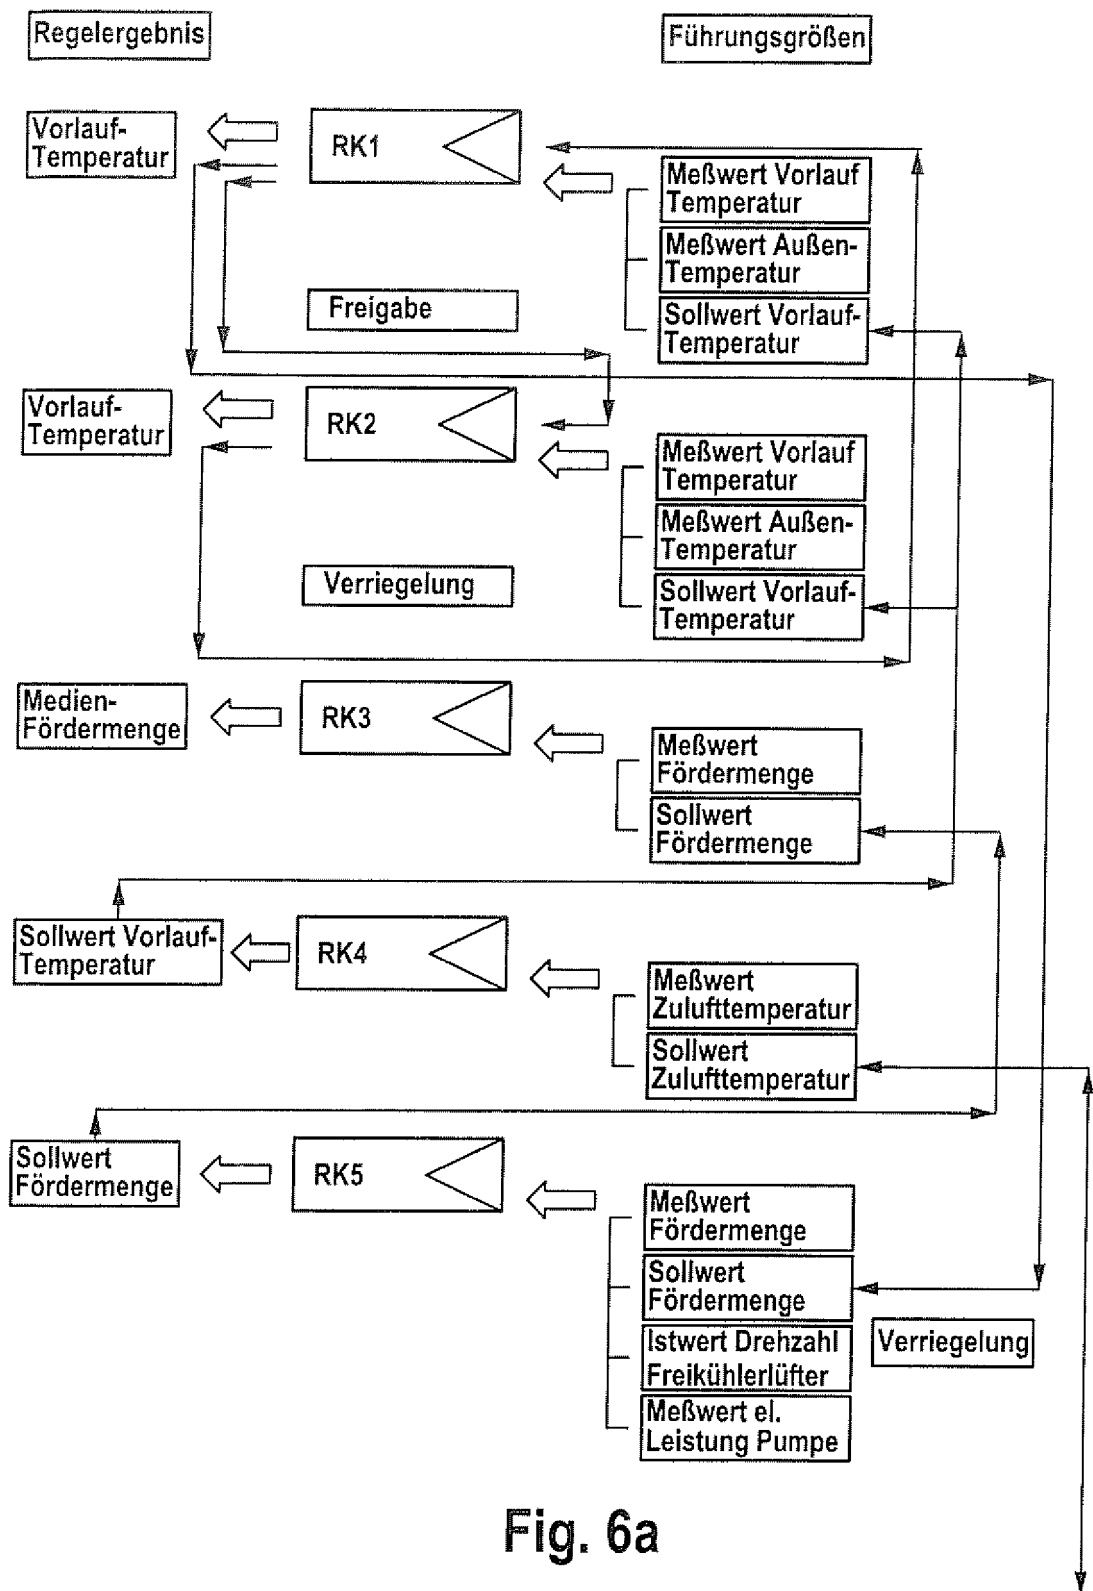 Regelergebnis
Führungsgrößen
Vorlauf-
Temperatur
RK1
Meßwert Vorlauf
Temperatur
Meßwert Außen-
Temperatur
Freigabe
Sollwert Vorlauf-
Temperatur
Vorlauf-
Temperatur
RK2
Meßwert Vorlauf
Temperatur
Meßwert Außen-
Temperatur
Verriegelung
Sollwert Vorlauf-
Temperatur
Medien-
Fördermenge
RK3
Meßwert
Fördermenge
Sollwert
Fördermenge
Sollwert Vorlauf-
Temperatur
RK4
Meßwert
Zulufttemperatur
Sollwert
Zulufttemperatur
Sollwert
Fördermenge
RK5
Meßwert
Fördermenge
Sollwert
Fördermenge
Istwert Drehzahl
Freikühlerlüfter
Verriegelung
Meßwert el.
Leistung Pumpe
Fig. 6a